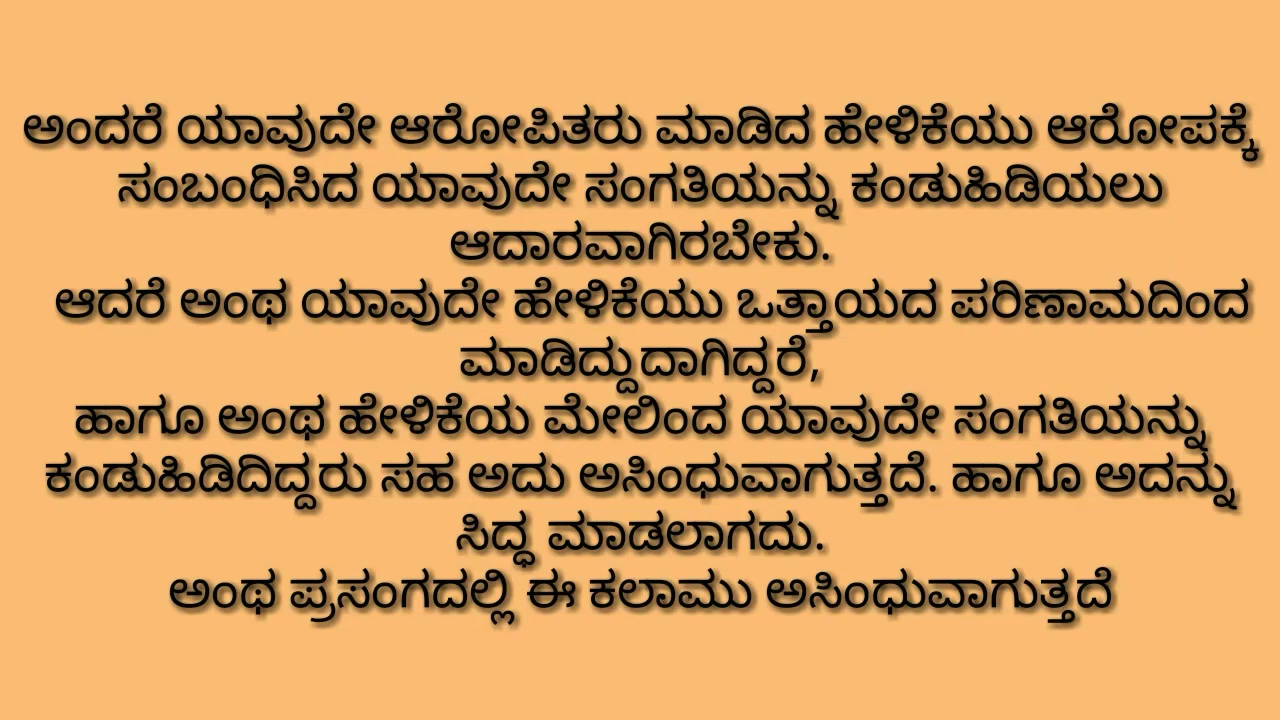 ಅಂದರೆ ಯಾವುದೇ ಆರೋಪಿತರು ಮಾಡಿದ ಹೇಳಿಕೆಯು ಆರೋಪಕ್ಕೆ
ಸಂಬಂಧಿಸಿದ ಯಾವುದೇ ಸಂಗತಿಯನ್ನು ಕಂಡುಹಿಡಿಯಲು
ಆದಾರವಾಗಿರಬೇಕು.
ಆದರೆ ಅಂಥ ಯಾವುದೇ ಹೇಳಿಕೆಯು ಒತ್ತಾಯದ ಪರಿಣಾಮದಿಂದ
ಮಾಡಿದ್ದುದಾಗಿದ್ದರೆ,
ಹಾಗೂ ಅಂಥ ಹೇಳಿಕೆಯ ಮೇಲಿಂದ ಯಾವುದೇ ಸಂಗತಿಯನ್ನು
ಕಂಡುಹಿಡಿದಿದ್ದರು ಸಹ ಅದು ಅಸಿಂಧುವಾಗುತ್ತದೆ. ಹಾಗೂ ಅದನ್ನು
ಸಿದ್ಧ ಮಾಡಲಾಗದು.
ಅಂಥ ಪ್ರಸಂಗದಲ್ಲಿ ಈ ಕಲಾಮು ಅಸಿಂಧುವಾಗುತ್ತದೆ